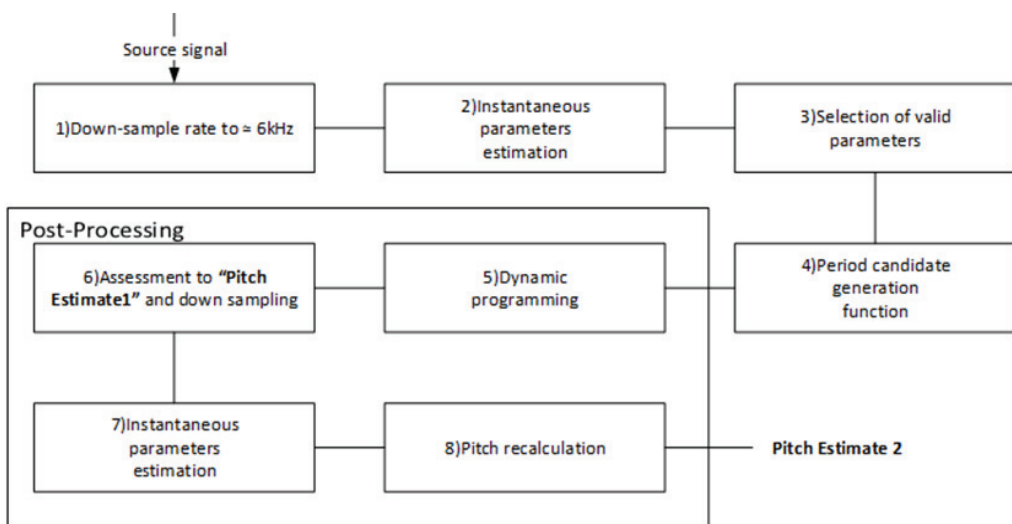 Source signal
1)Down-sample rate to ≃ 6kHz
2)Instantaneous
parameters
estimation
3)Selection of valid
parameters
Post-Processing
6)Assessment to “Pitch
Estimate1” and down sampling
5)Dynamic
programming
4)Period candidate
generation
function
7)Instantaneous
parameters
estimation
8)Pitch recalculation
Pitch Estimate 2